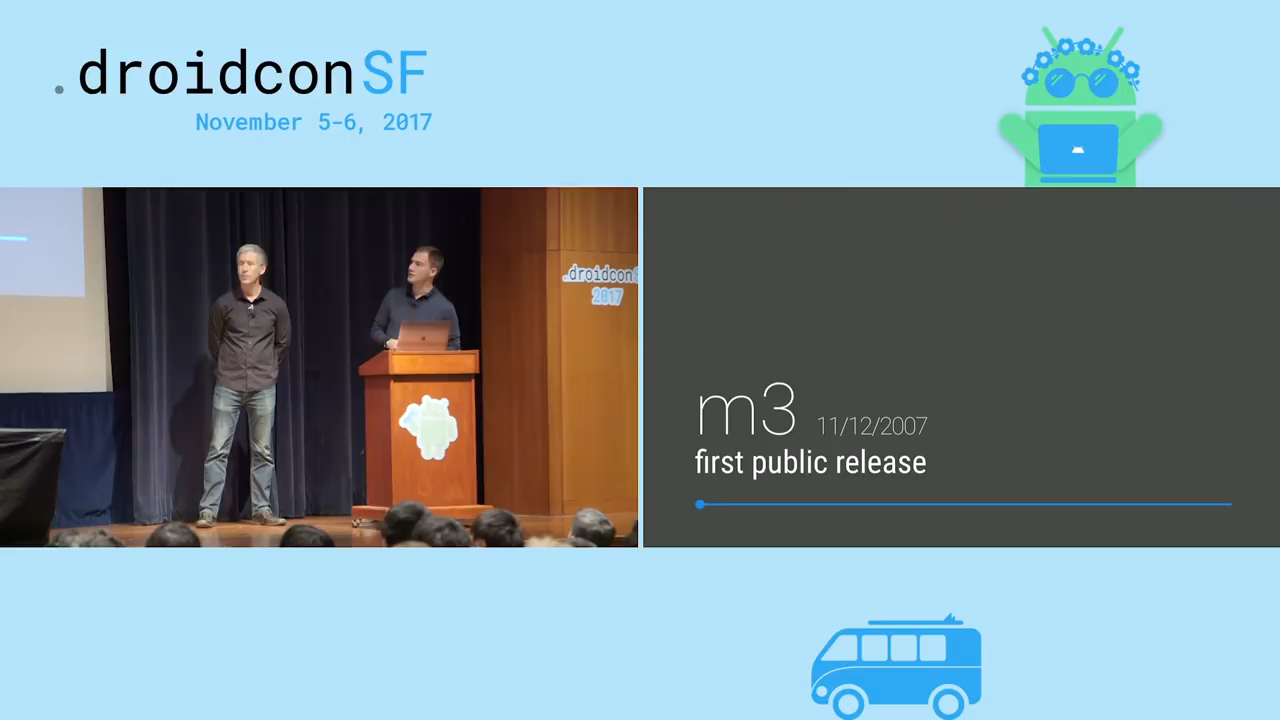 .droidconSF
November 5-6, 2017
.droidcon
2017
m3 11/12/2007
first public release